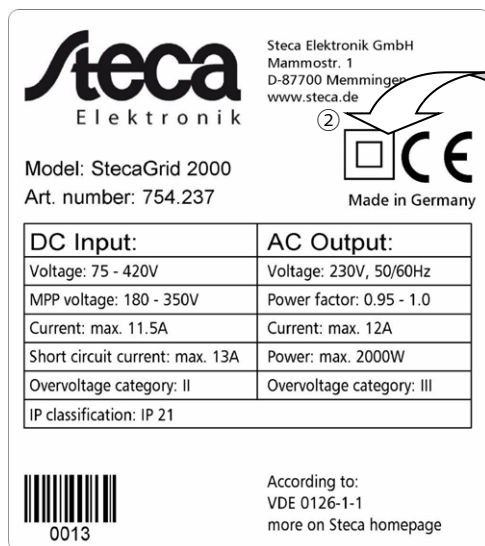 Steca
Elektronik
Steca Elektronik GmbH
Mammostr. 1
D-87700 Memmingen
www.steca.de
②
CE
Made in Germany
Model: StecaGrid 2000
Art. number: 754.237
DC Input:
AC Output:
Voltage: 75 - 420V
Voltage: 230V, 50/60Hz
MPP voltage: 180 - 350V
Power factor: 0.95 - 1.0
Current: max. 11.5A
Current: max. 12A
Short circuit current: max. 13A
Power: max. 2000W
Overvoltage category: II
Overvoltage category: III
IP classification: IP 21
0013
According to:
VDE 0126-1-1
more on Steca homepage